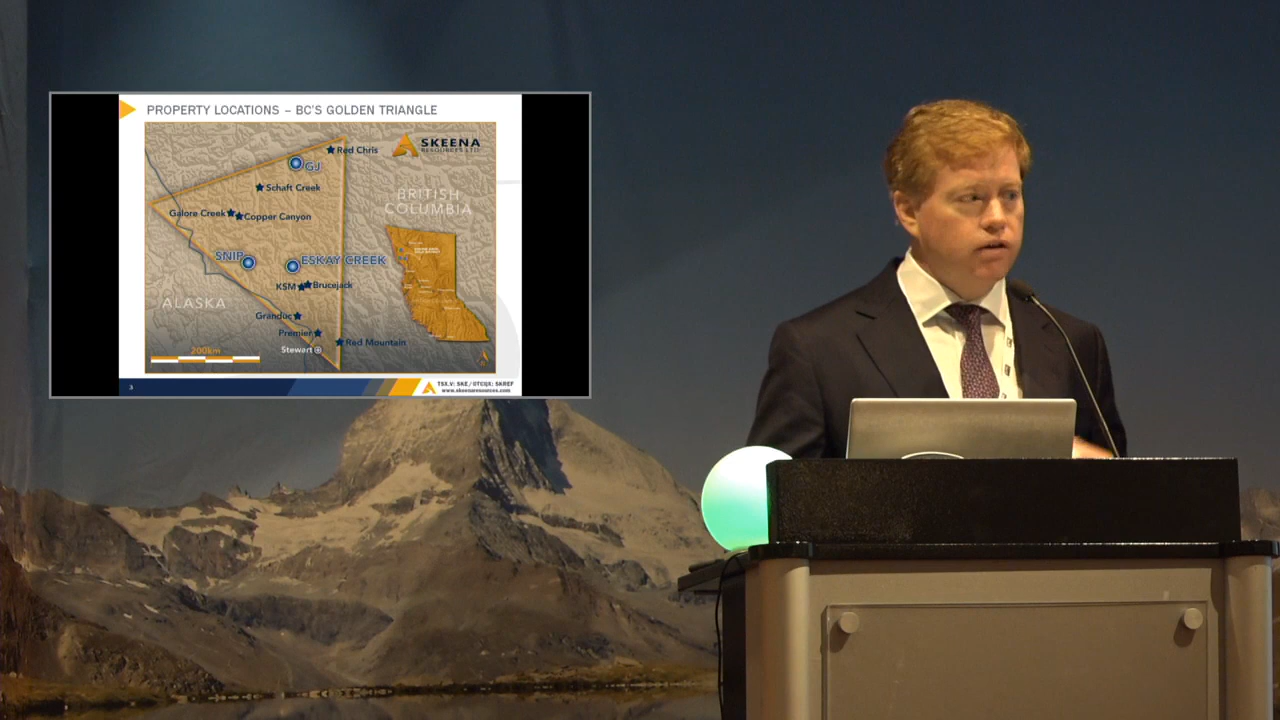 PROPERTY LOCATIONS – BC'S GOLDEN TRIANGLE
SKEENA
RESOURCES LTD
Red Chris
GJ
Schaft Creek
BRITISH
COLUMBIA
Galore Creek
Copper Canyon
SNIP
ESKAY CREEK
KSM
Brucejack
ALASKA
Granduc
Premier
Red Mountain
Stewart
200km
3
TSX.V: SKE / OTCQX: SKREF
www.skeenaresources.com